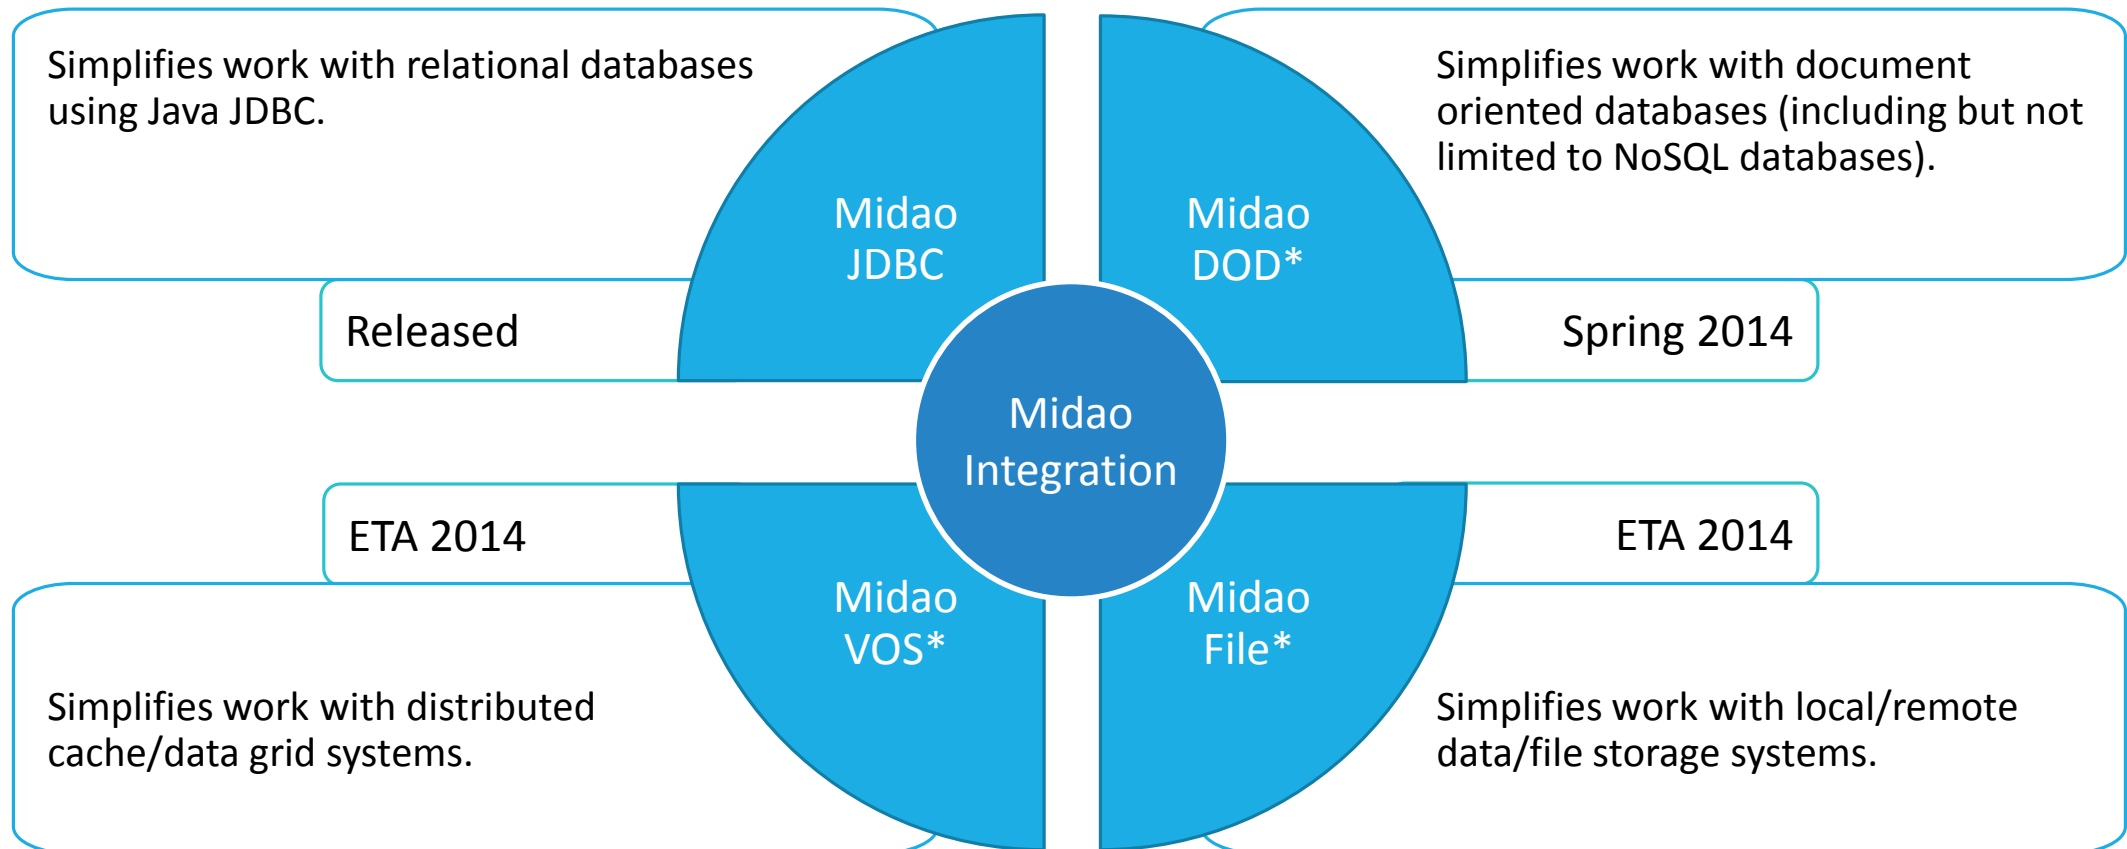 Simplifies work with relational databases
using Java JDBC.
Midao
JDBC
Released
Simplifies work with document
oriented databases (including but not
limited to NoSQL databases).
Midao
DOD*
Spring 2014
Midao
Integration
ETA 2014
Midao
VOS*
Simplifies work with distributed
cache/data grid systems.
ETA 2014
Midao
File*
Simplifies work with local/remote
data/file storage systems.